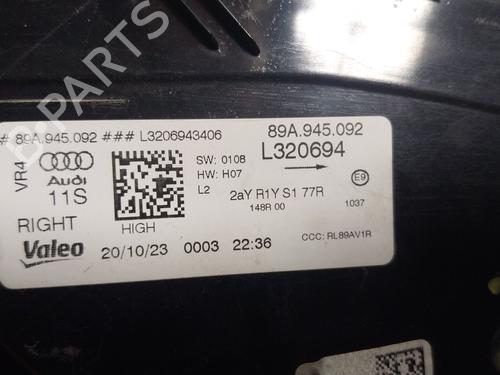 # 89A.945.092 ### L3206943406
89A.945.092
L320694
VR4
Audi
11S
SW: 0108
HW: H07
L2
2aY R1Y S1 77R
148R 00
E9
1037
RIGHT
HIGH
Valeo
20/10/23 0003 22:36
CCC: RL89AV1R